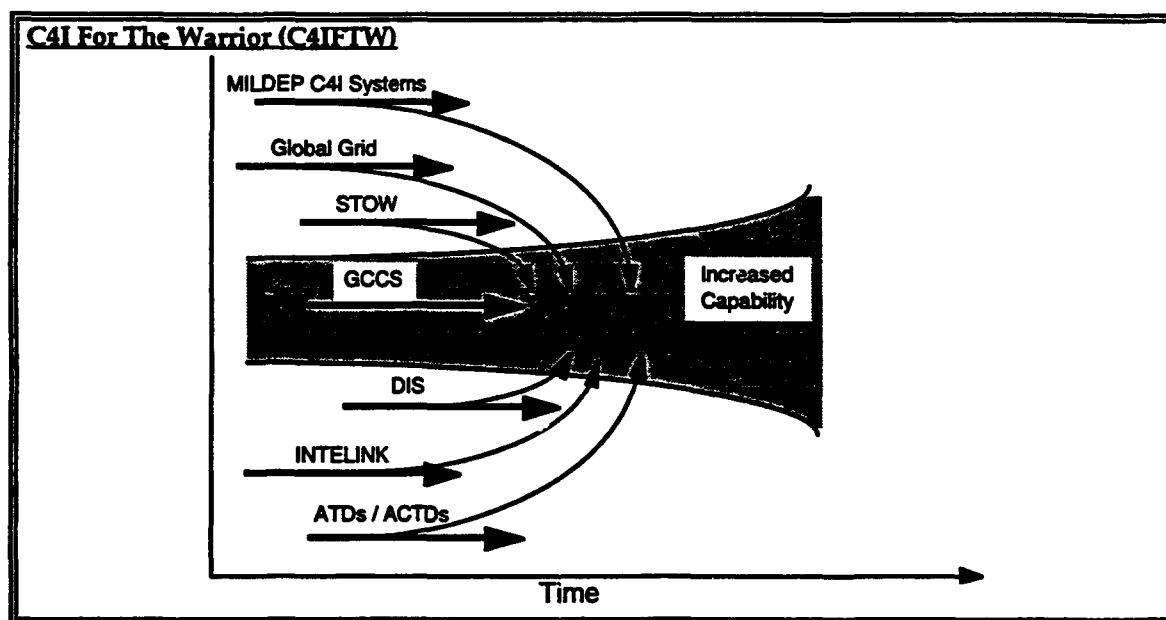 C4I For The Warrior (C4IFTW)
MILDEP C4I Systems
Global Grid
STOW
GCCS
Increased
Capability
DIS
INTELINK
ATDs / ACTDs
Time